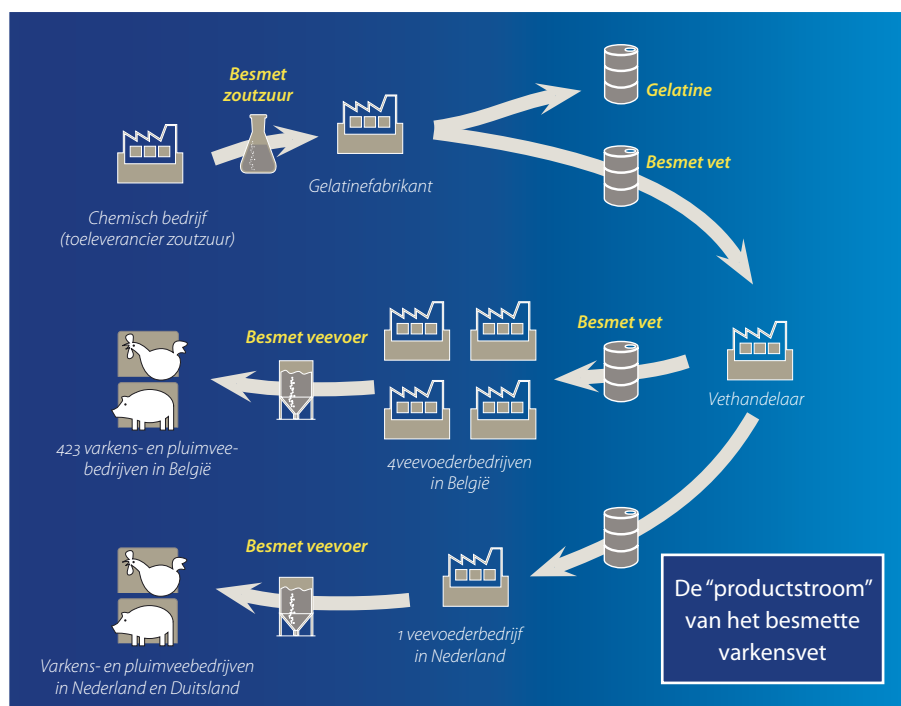 Besmet
zoutzuur
Gelatine
Besmet vet
Gelatinefabrikant
Chemisch bedrijf
(toeleverancier zoutzuur)
Besmet veevoer
Besmet vet
Vethandelaar
423 varkens- en pluimvee-
bedrijven in België
4veevoederbedrijven
in België
Besmet veevoer
1 veevoederbedrijf
in Nederland
Varkens- en pluimveebedrijven
in Nederland en Duitsland
De “productstroom”
van het besmette
varkensvet